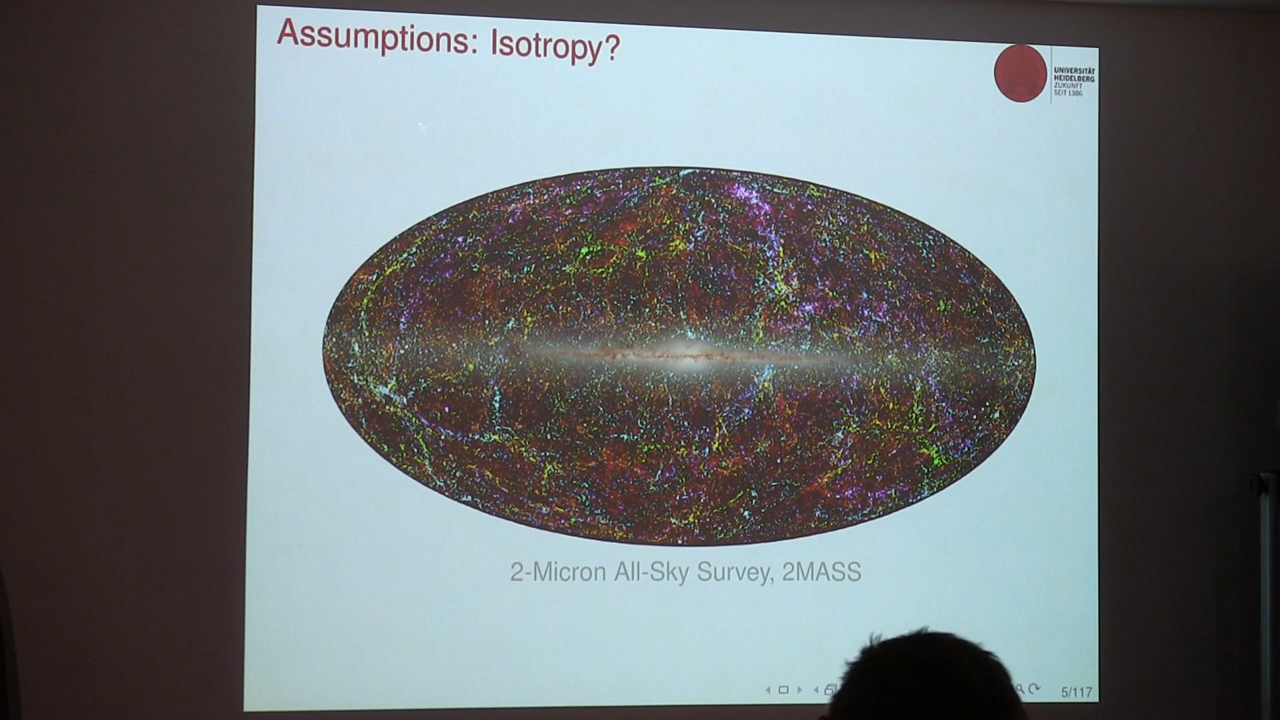 Assumptions: Isotropy?
UNIVERSITÄT
HEIDELBERG
ZUKUNFT
SEIT 1386
2-Micron All-Sky Survey, 2MASS
5/117